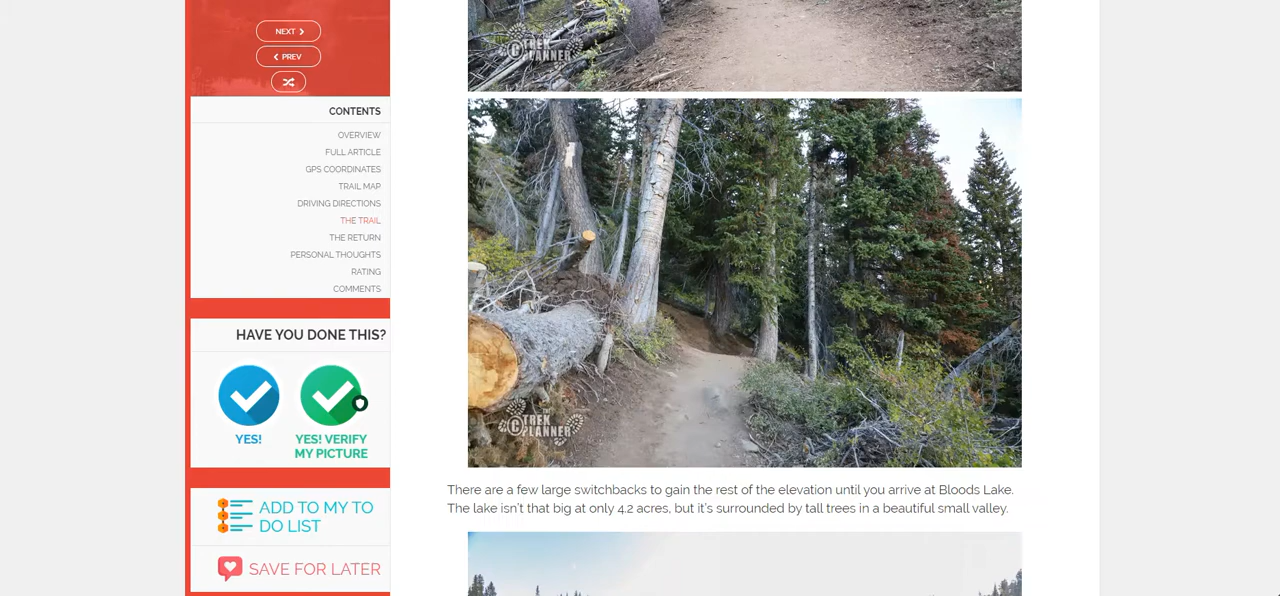 NEXT
PREV
CONTENTS
OVERVIEW
FULL ARTICLE
GPS COORDINATES
TRAIL MAP
DRIVING DIRECTIONS
THE TRAIL
THE RETURN
PERSONAL THOUGHTS
RATING
COMMENTS
HAVE YOU DONE THIS?
YES!
YES! VERIFY
MY PICTURE
ADD TO MY TO
DO LIST
SAVE FOR LATER
© TREK
PLANNER
THE
© TREK
PLANNER
There are a few large switchbacks to gain the rest of the elevation until you arrive at Bloods Lake.
The lake isn't that big at only 4.2 acres, but it's surrounded by tall trees in a beautiful small valley.